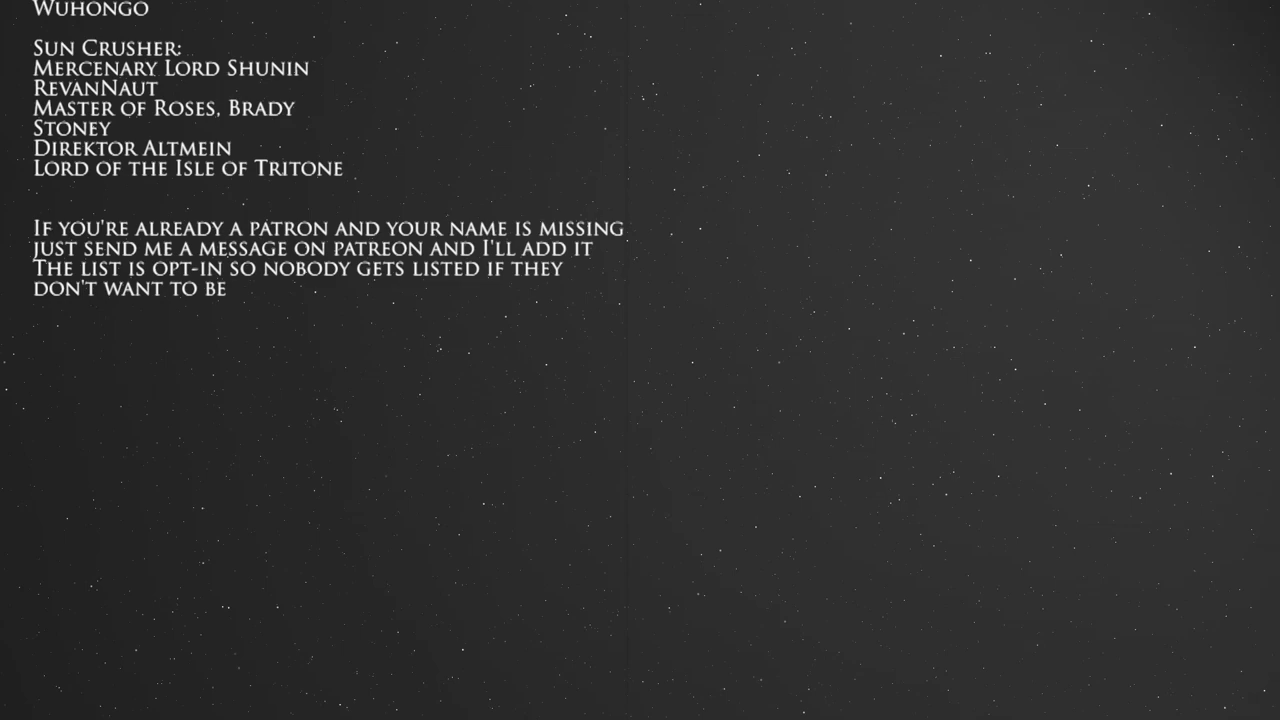 Wuhongo
Sun Crusher:
Mercenary Lord Shunin
RevanNaut
Master of Roses, Brady
Stoney
Direktor Altmein
Lord of the Isle of Tritone
If you're already a patron and your name is missing
just send me a message on patreon and I'll add it
The list is opt-in so nobody gets listed if they
don't want to be